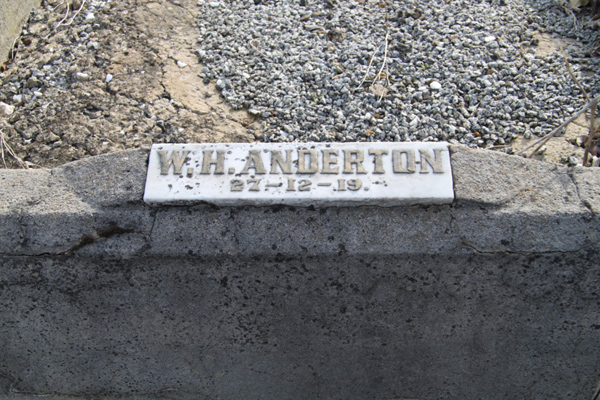 W. H. ANDERTON
27-12-19.